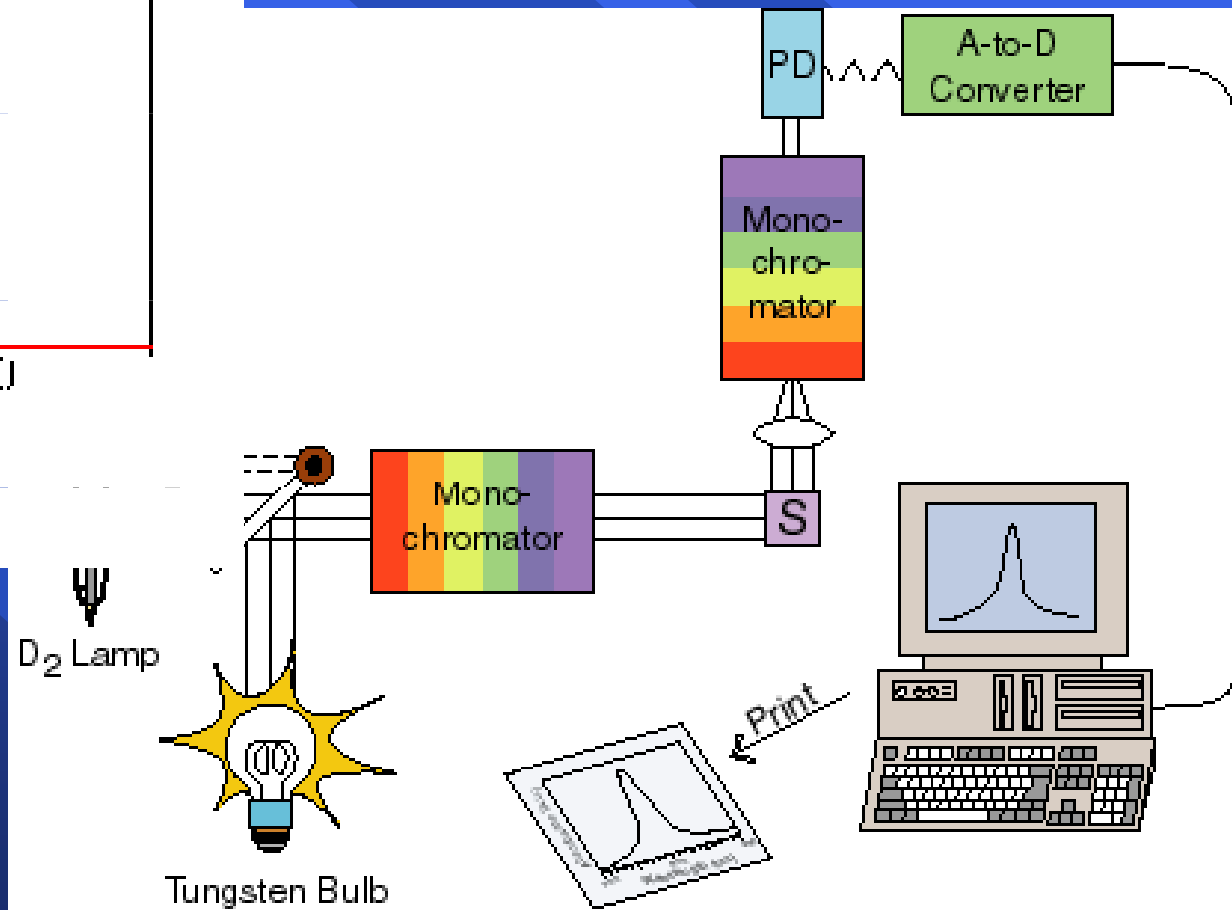 PD
A-to-D
Converter
Mono-
chro-
mator
Mono-
chromator
S
D2 Lamp
Print
Tungsten Bulb